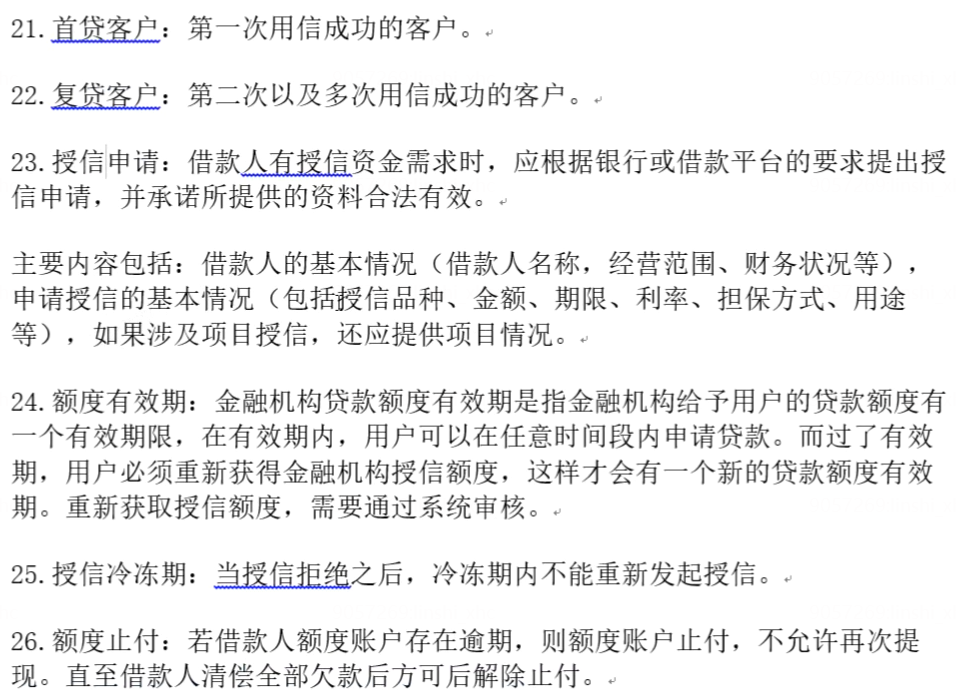 21.首贷客户：第一次用信成功的客户。
22.复贷客户：第二次以及多次用信成功的客户。
23.授信申请：借款人有授信资金需求时，应根据银行或借款平台的要求提出授
信申请，并承诺所提供的资料合法有效。
主要内容包括：借款人的基本情况（借款人名称，经营范围、财务状况等），
申请授信的基本情况（包括授信品种、金额、期限、利率、担保方式、用途
等），如果涉及项目授信，还应提供项目情况。
24.额度有效期：金融机构贷款额度有效期是指金融机构给予用户的贷款额度有
一个有效期限，在有效期内，用户可以在任意时间段内申请贷款。而过了有效
期，用户必须重新获得金融机构授信额度，这样才会有一个新的贷款额度有效
期。重新获取授信额度，需要通过系统审核。
25.授信冷冻期：当授信拒绝之后，冷冻期内不能重新发起授信。
26.额度止付：若借款人额度账户存在逾期，则额度账户止付，不允许再次提
现。直至借款人清偿全部欠款后方可后解除止付。